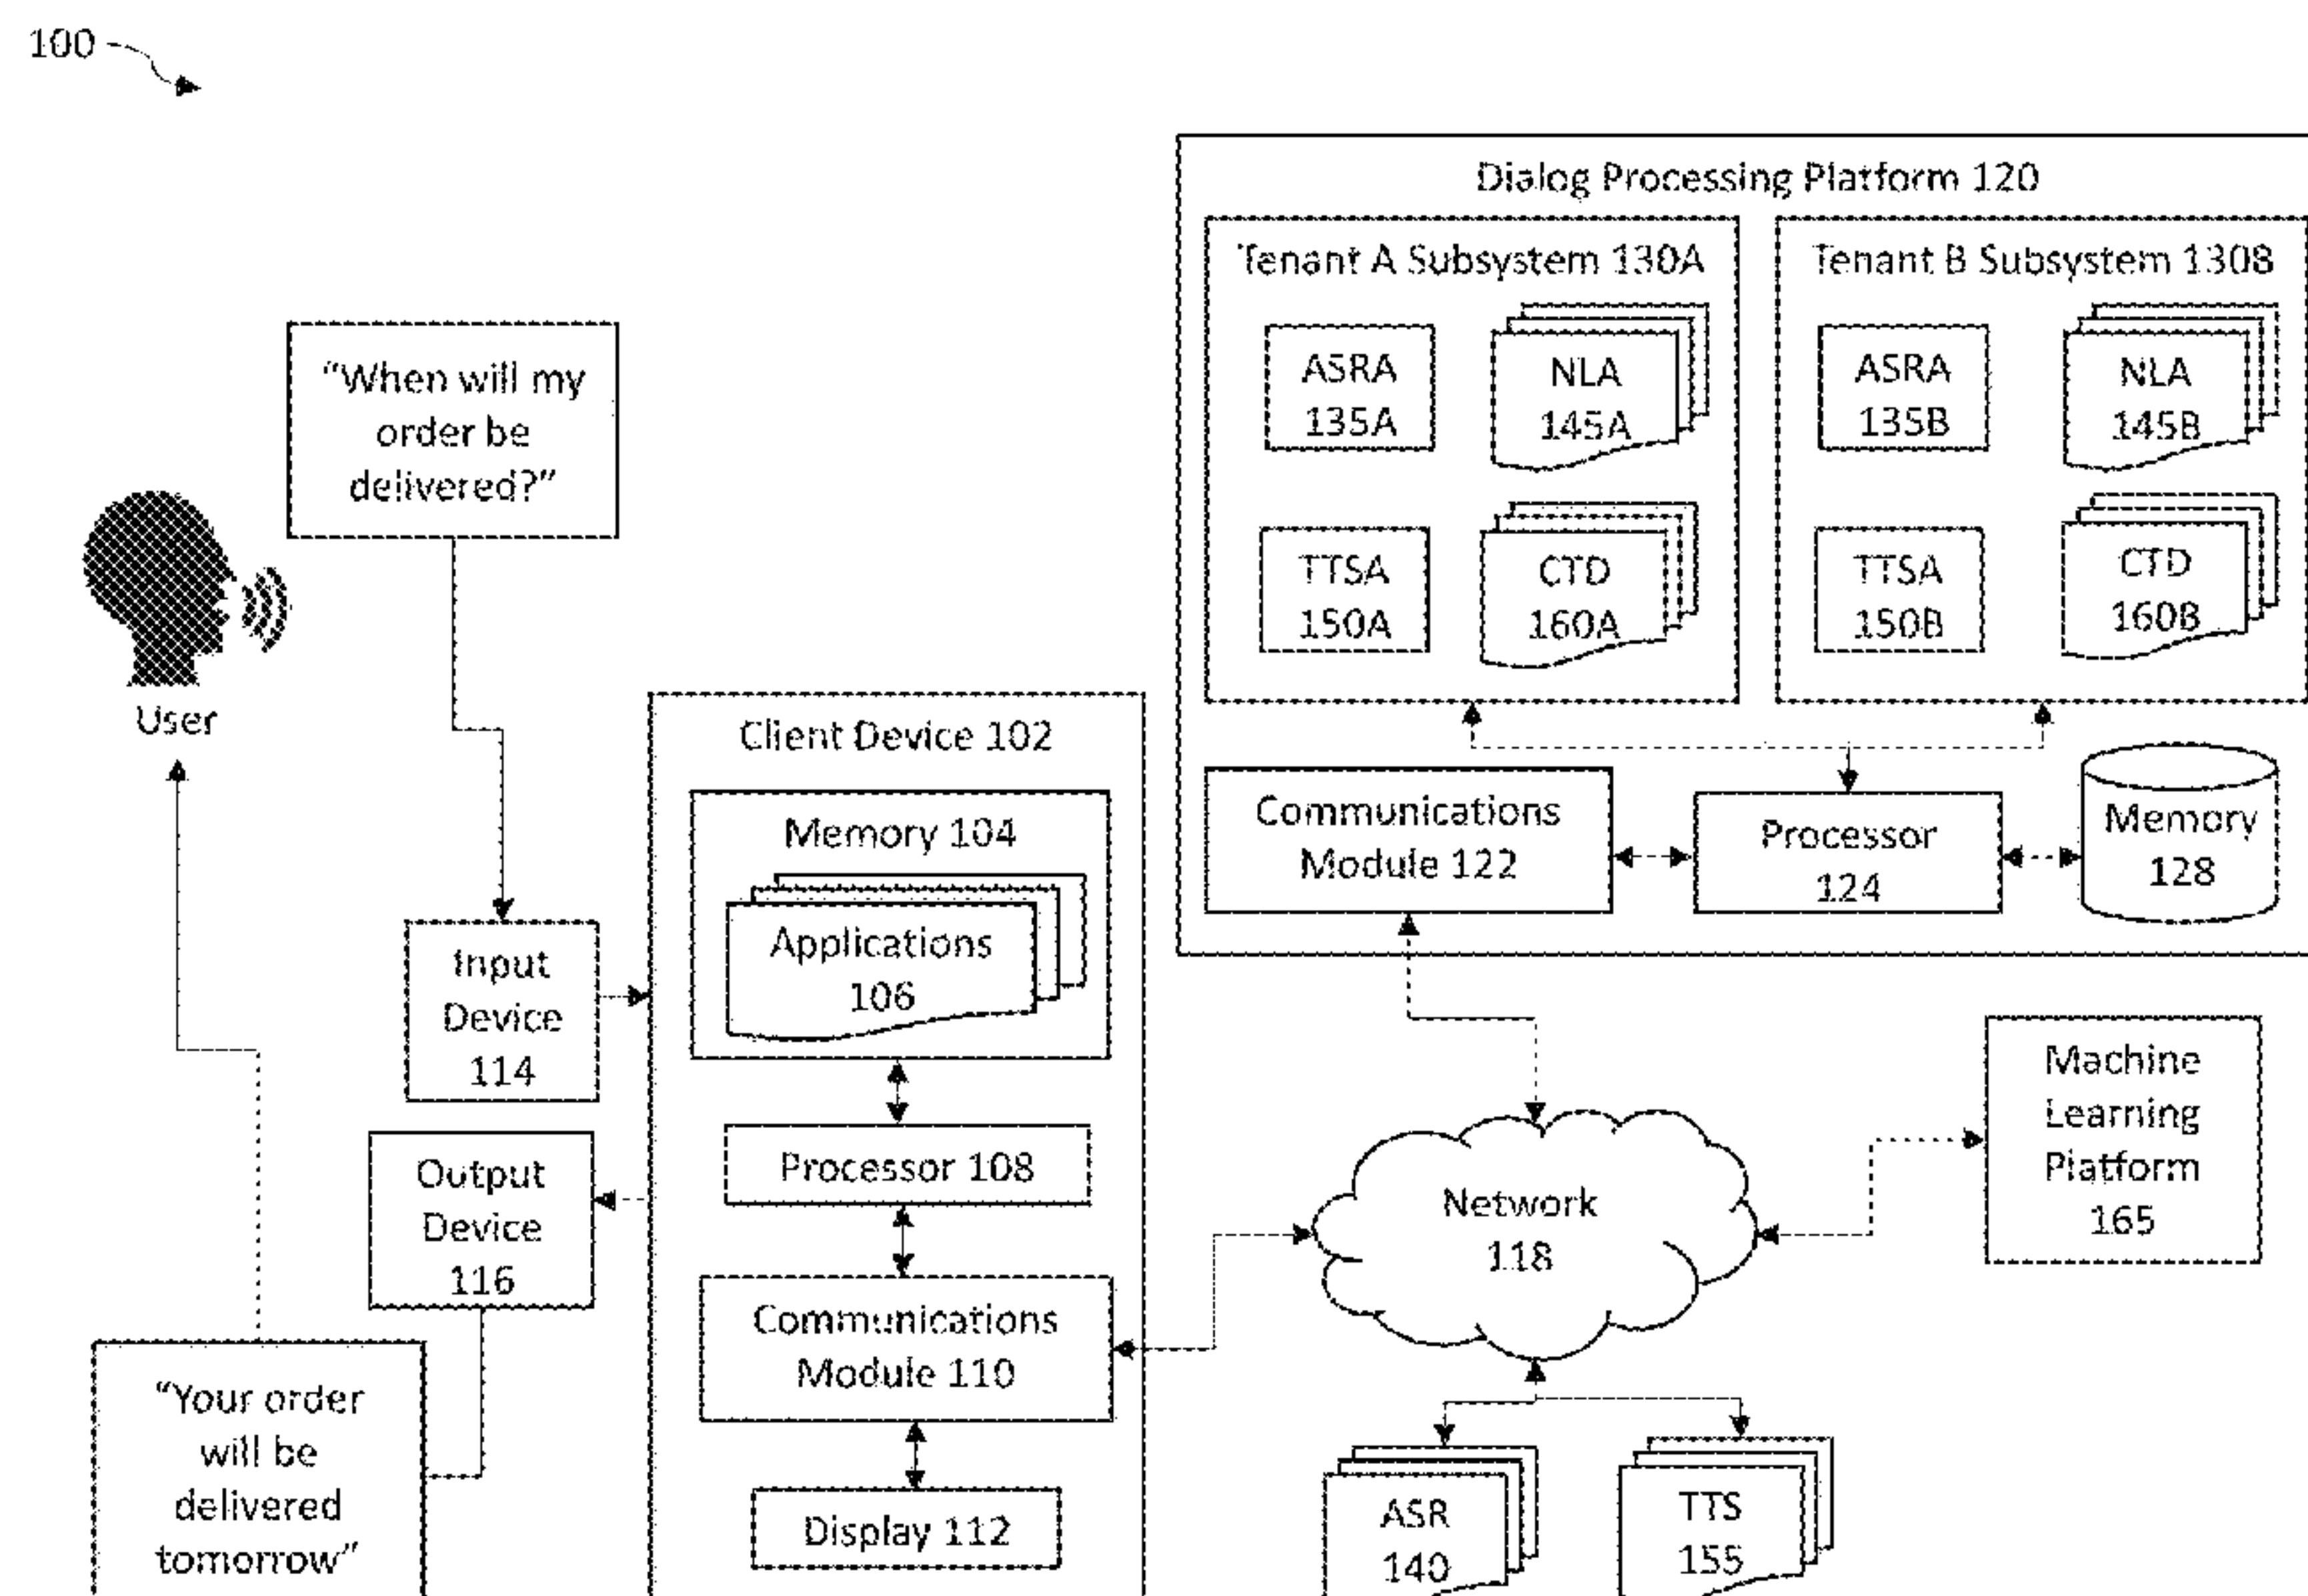 100
Dialog Processing Platform 120
Tenant A Subsystem 130A
ASRA
135A
NLA
145A
TTSA
150A
CTD
160A
Tenant B Subsystem 130B
ASRA
135B
NLA
145B
TTSA
150B
CTD
160B
Communications
Module 122
Processor
124
Memory
128
“When will my
order be
delivered?”
User
Client Device 102
Memory 104
Applications
106
Processor 108
Communications
Module 110
Display 112
Input
Device
114
Output
Device
116
“Your order
will be
delivered
tomorrow”
Network
118
Machine
Learning
Platform
165
ASR
140
TTS
155